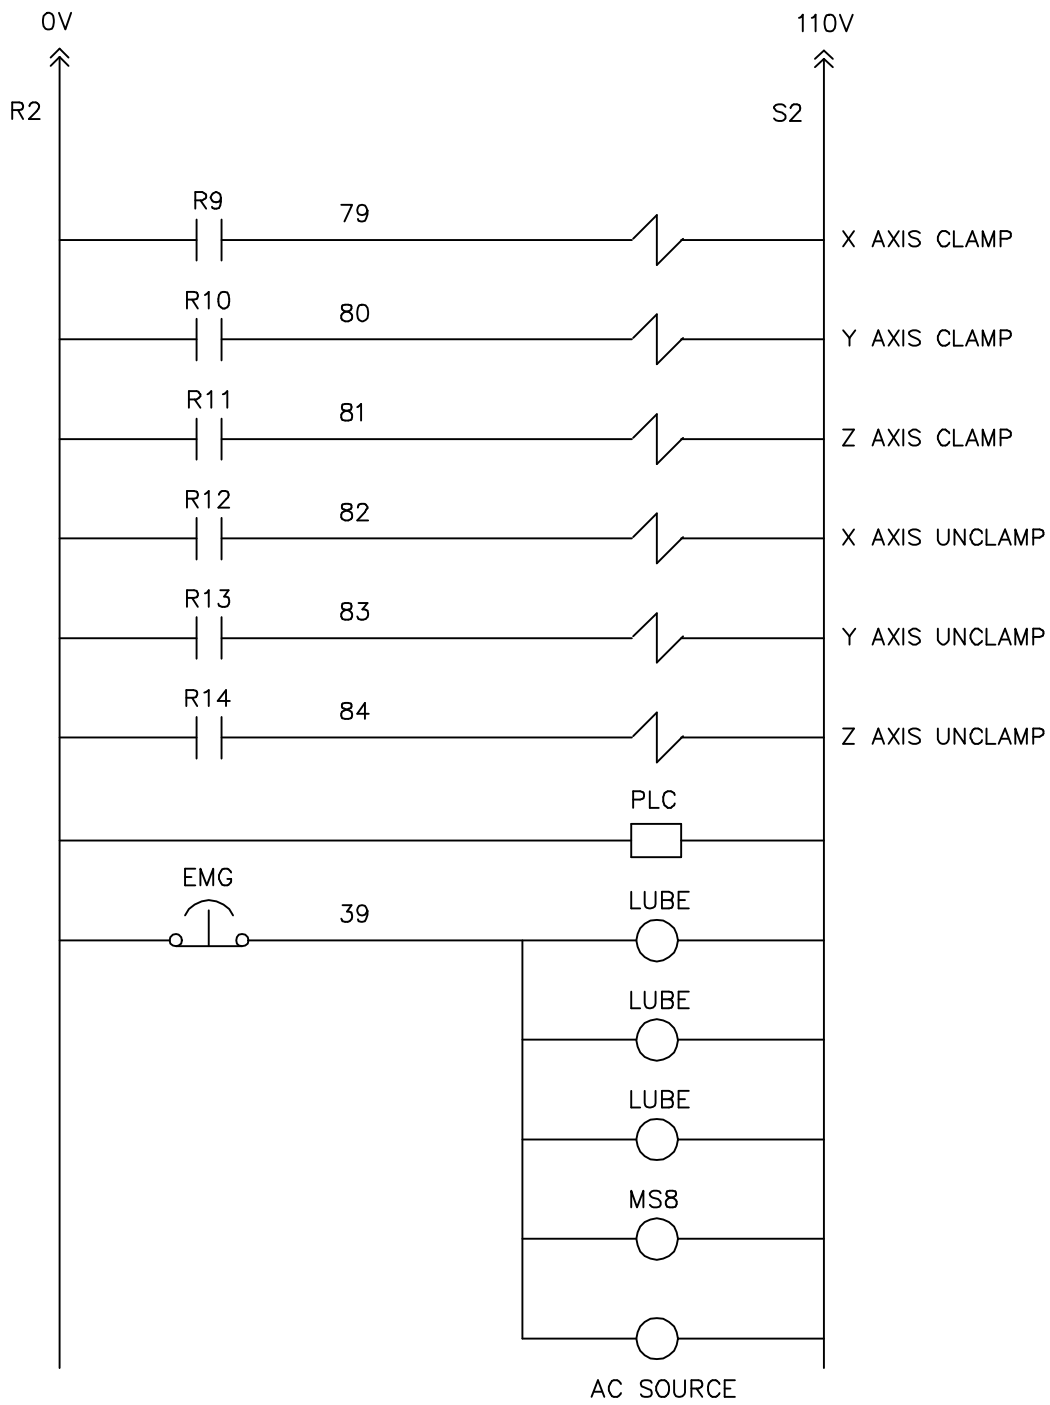 0V 110V
R2 S2
R9 79 X AXIS CLAMP
R10 80 Y AXIS CLAMP
R11 81 Z AXIS CLAMP
R12 82 X AXIS UNCLAMP
R13 83 Y AXIS UNCLAMP
R14 84 Z AXIS UNCLAMP
PLC
EMG 39 LUBE
LUBE
LUBE
MS8
AC SOURCE